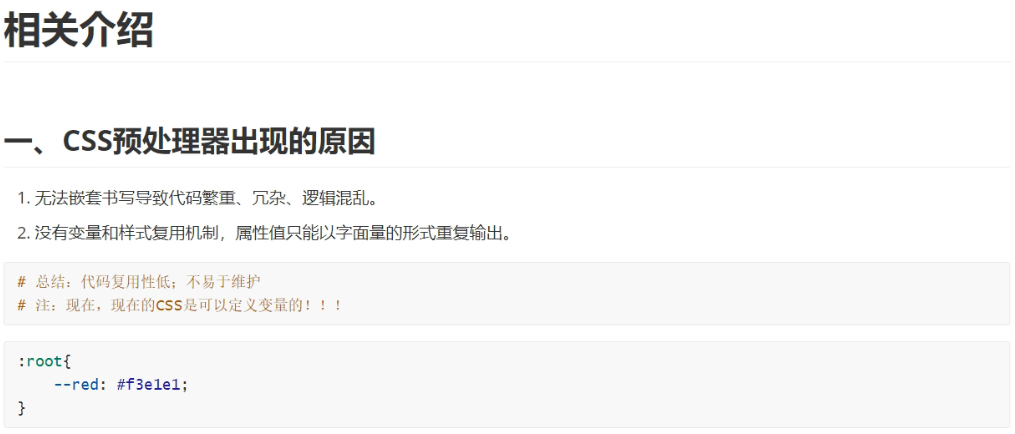 相关介绍
一、CSS预处理器出现的原因
1. 无法嵌套书写导致代码繁重、冗杂、逻辑混乱。
2. 没有变量和样式复用机制，属性值只能以字面量的形式重复输出。
# 总结：代码复用性低；不易于维护
# 注：现在，现在的CSS是可以定义变量的！！！
:root{
    --red: #f3e1e1;
}